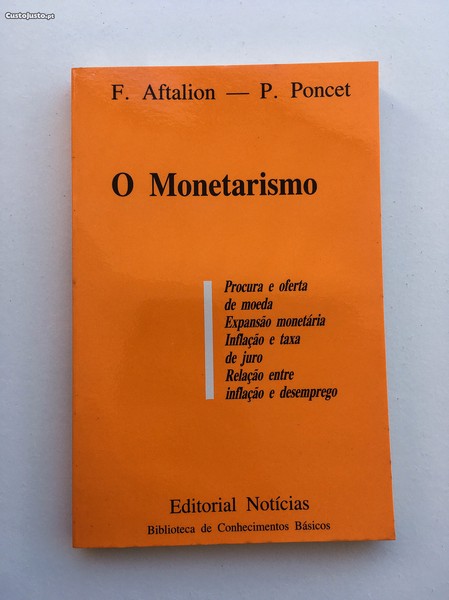 CustoJusto.pt
F. Aftalion — P. Poncet
O Monetarismo
Procura e oferta
de moeda
Expansão monetária
Inflação e taxa
de juro
Relação entre
inflação e desemprego
Editorial Notícias
Biblioteca de Conhecimentos Básicos